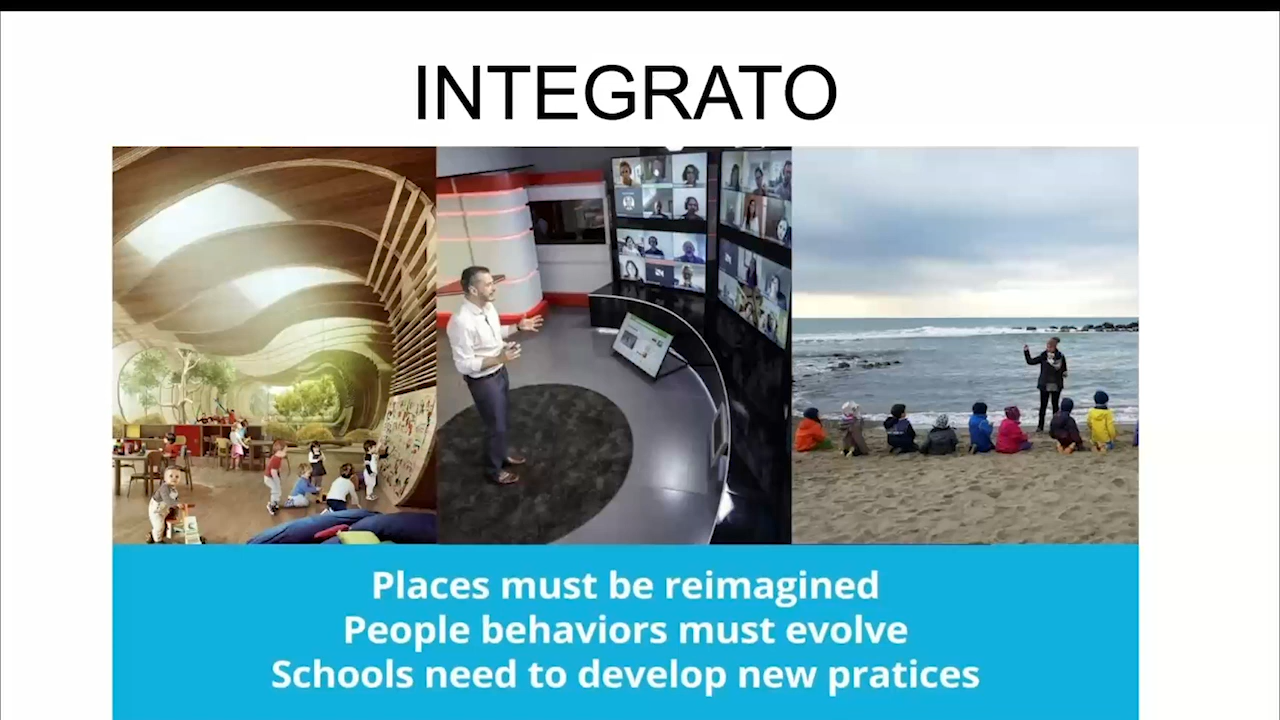 INTEGRATO
Places must be reimagined
People behaviors must evolve
Schools need to develop new pratices